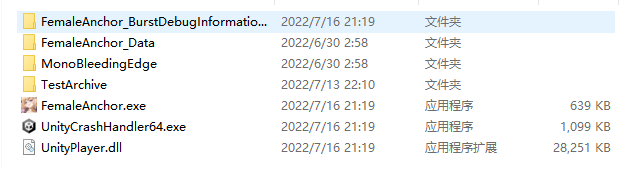 FemaleAnchor_BurstDebugInformatio... 2022/7/16 21:19 文件夹
FemaleAnchor_Data 2022/6/30 2:58 文件夹
MonoBleedingEdge 2022/6/30 2:58 文件夹
TestArchive 2022/7/13 22:10 文件夹
FemaleAnchor.exe 2022/7/16 21:19 应用程序 639 KB
UnityCrashHandler64.exe 2022/7/16 21:19 应用程序 1,099 KB
UnityPlayer.dll 2022/7/16 21:19 应用程序扩展 28,251 KB